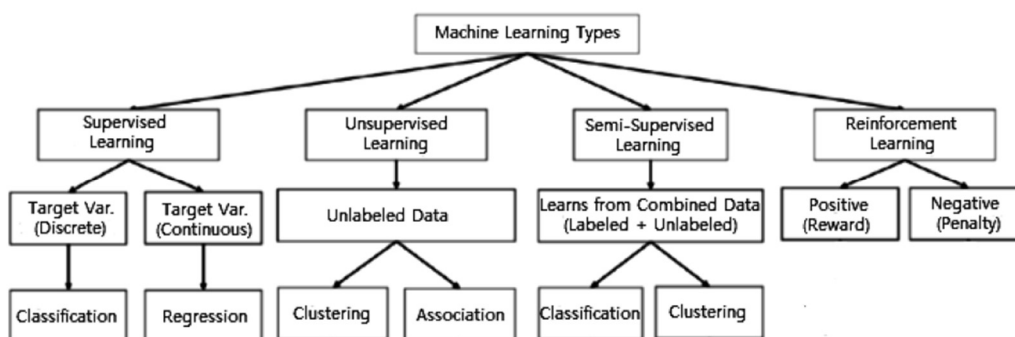 Machine Learning Types
Supervised
Learning
Unsupervised
Learning
Semi-Supervised
Learning
Reinforcement
Learning
Target Var.
(Discrete)
Target Var.
(Continuous)
Unlabeled Data
Learns from Combined Data
(Labeled + Unlabeled)
Positive
(Reward)
Negative
(Penalty)
Classification
Regression
Clustering
Association
Classification
Clustering